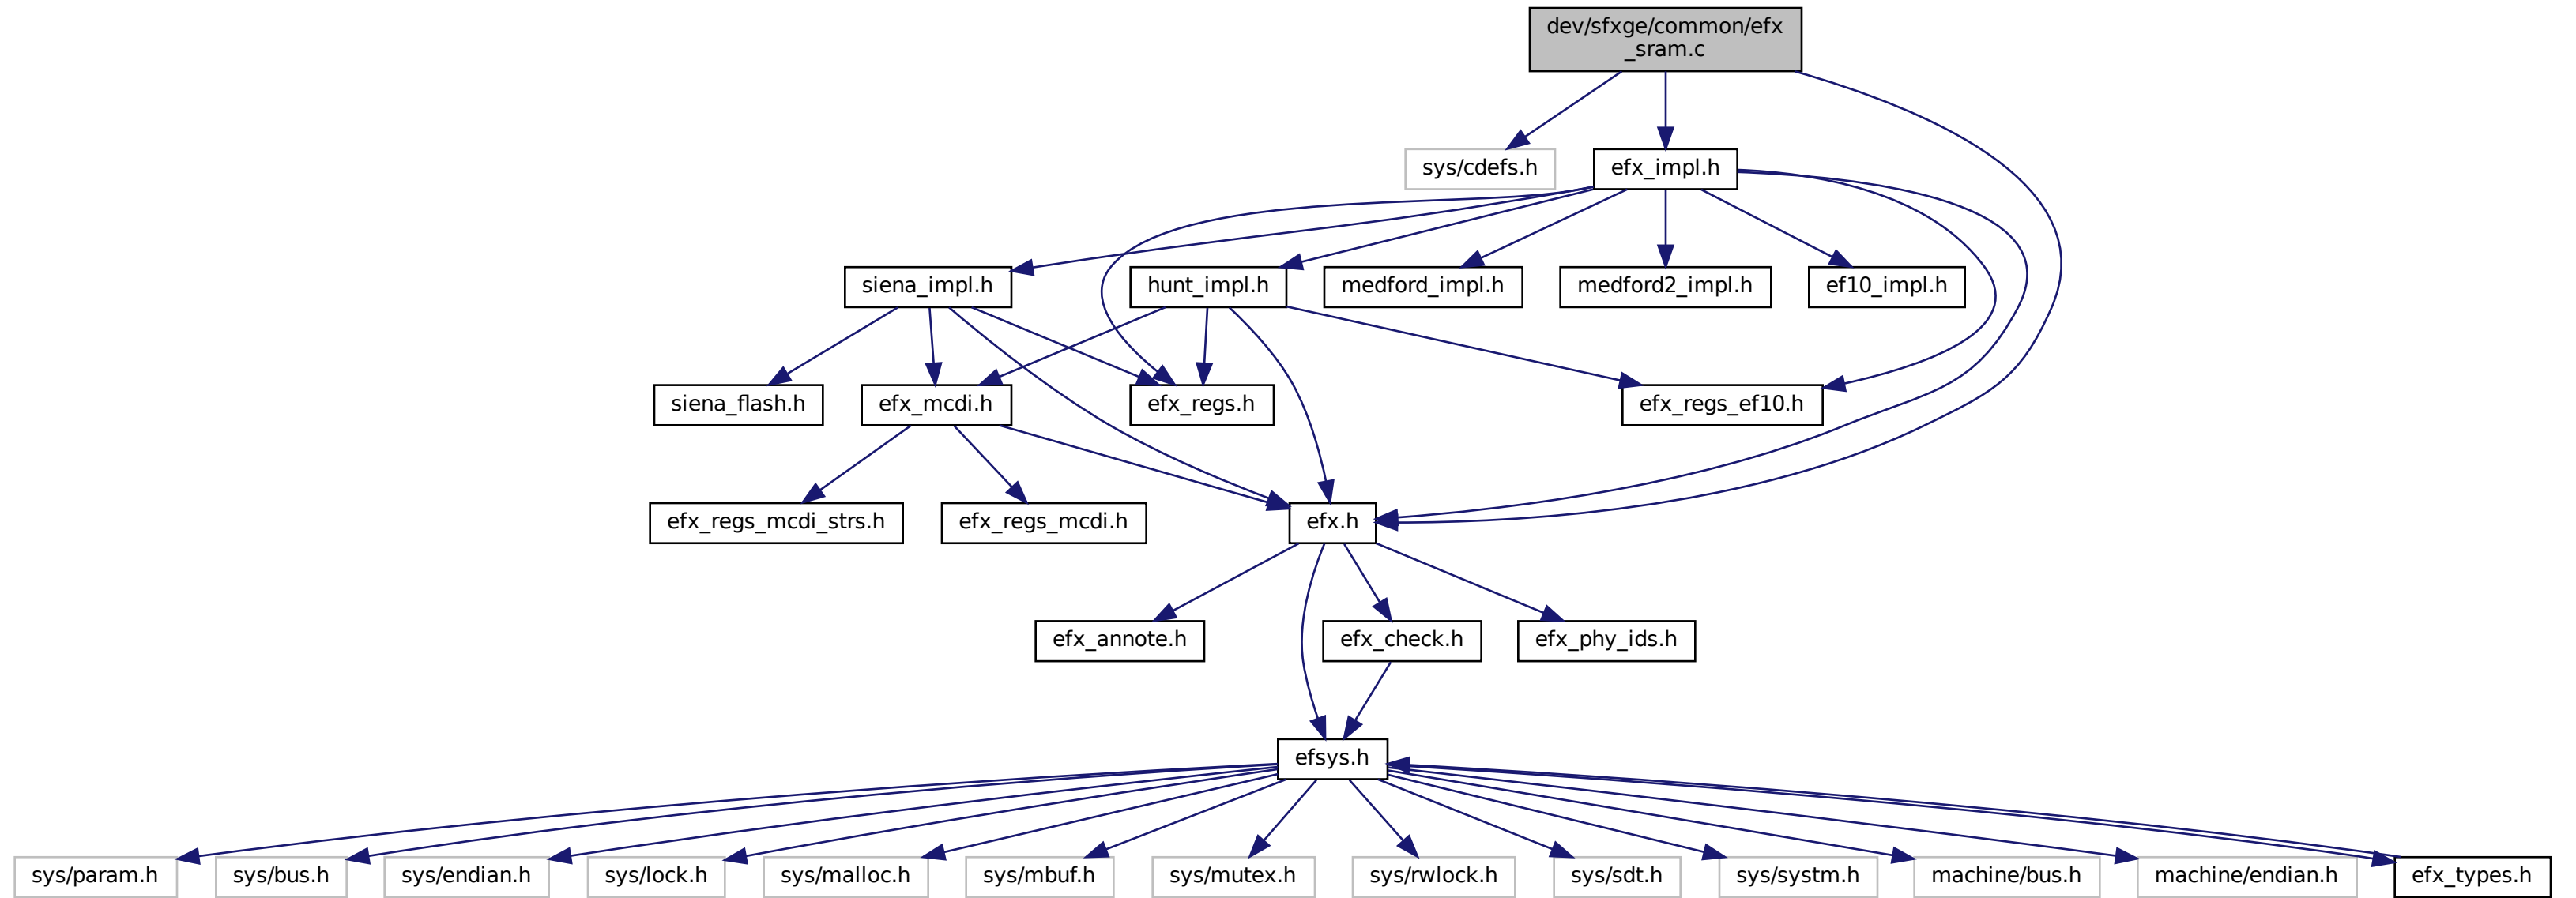 dev/sfxge/common/efx
_sram.c
sys/cdefs.h
efx_impl.h
siena_impl.h
hunt_impl.h
medford_impl.h
medford2_impl.h
ef10_impl.h
siena_flash.h
efx_mcdi.h
efx_regs.h
efx_regs_ef10.h
efx_regs_mcdi_strs.h
efx_regs_mcdi.h
efx.h
efx_annote.h
efx_check.h
efx_phy_ids.h
efsys.h
sys/param.h
sys/bus.h
sys/endian.h
sys/lock.h
sys/malloc.h
sys/mbuf.h
sys/mutex.h
sys/rwlock.h
sys/sdt.h
sys/systm.h
machine/bus.h
machine/endian.h
efx_types.h